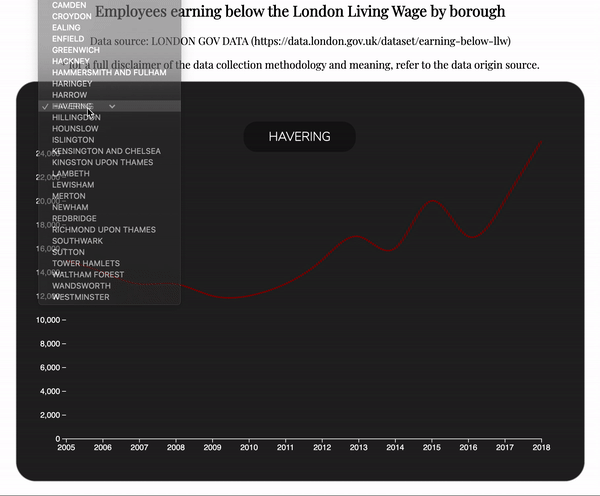 Employees earning below the London Living Wage by borough
Data source: LONDON GOV DATA (https://data.london.gov.uk/dataset/earning-below-llw)
for a full disclaimer of the data collection methodology and meaning, refer to the data origin source.
CAMDEN
CROYDON
EALING
ENFIELD
GREENWICH
HACKNEY
HAMMERSMITH AND FULHAM
HARINGEY
HARROW
✓ HAVERING
HILLINGDON
HOUNSLOW
ISLINGTON
KENSINGTON AND CHELSEA
KINGSTON UPON THAMES
LAMBETH
LEWISHAM
MERTON
NEWHAM
REDBRIDGE
RICHMOND UPON THAMES
SOUTHWARK
SUTTON
TOWER HAMLETS
WALTHAM FOREST
WANDSWORTH
WESTMINSTER
HAVERING
24,000
22,000
20,000
18,000
16,000
14,000
12,000
10,000
8,000
6,000
4,000
2,000
0
2005 2006 2007 2008 2009 2010 2011 2012 2013 2014 2015 2016 2017 2018